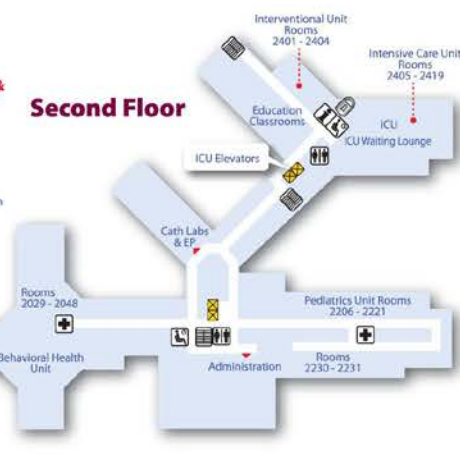 Interventional Unit
Rooms
2401 - 2404
Intensive Care Unit
Rooms
2405 - 2419
&
Second Floor
Education
Classrooms
ICU
ICU Waiting Lounge
ICU Elevators
Cath Labs
& EP
Rooms
2029 - 2048
Pediatrics Unit Rooms
2206 - 2221
Behavioral Health
Unit
Administration
Rooms
2230 - 2231